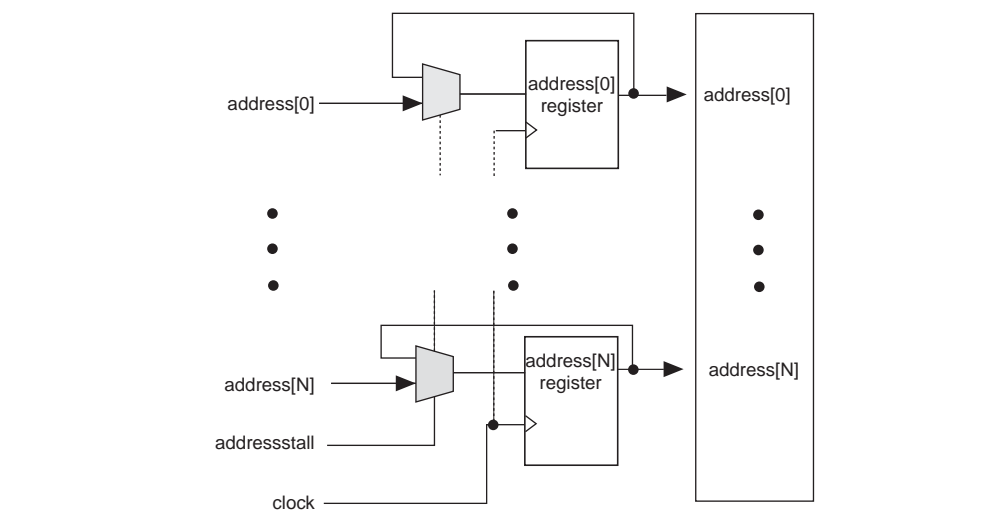 address[0]
address[0]
register
address[0]
address[N]
address[N]
register
address[N]
addressstall
clock